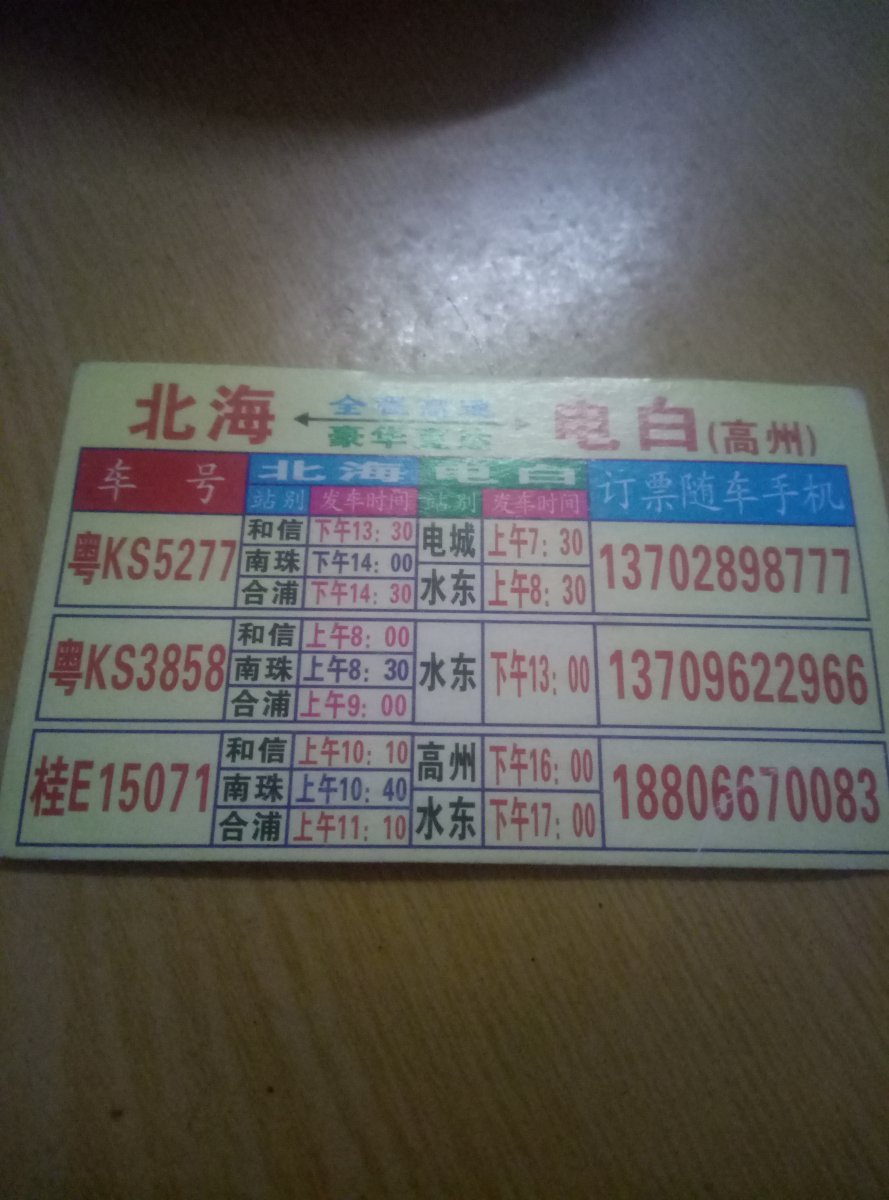 北海 全程高速 电白(高州)
豪华直达
车号 北海 电白 订票随车手机
站别 发车时间 站别 发车时间
粤KS5277 和信 下午13:30 电城 上午7:30 13702898777
南珠 下午14:00 水东 上午8:30
合浦 下午14:30
粤KS3858 和信 上午8:00 水东 下午13:00 13709622966
南珠 上午8:30
合浦 上午9:00
桂E15071 和信 上午10:10 高州 下午16:00 18806670083
南珠 上午10:40 水东 下午17:00
合浦 上午11:10